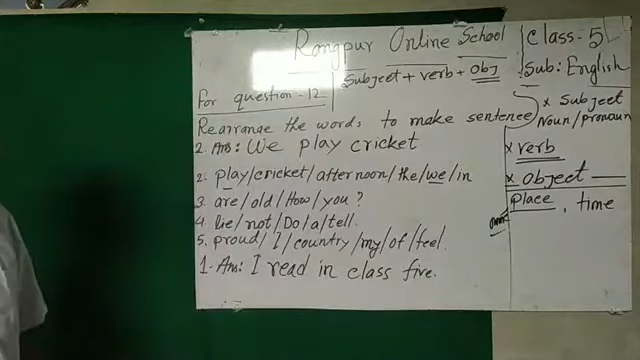 Rangpur Online School
Class-5
Sub: English
Subject + verb + obj
For question-12
Rearrange the words to make sentence
2. Ans: We play cricket
2. play/cricket/afternoon/the/we/in
3. are/old/How/you?
4. lie/not/Do/a/tell.
5. proud/I/country/my/of/feel.
1. Ans: I read in class five.
x Subject
Noun/pronoun
x verb
x object
place, time